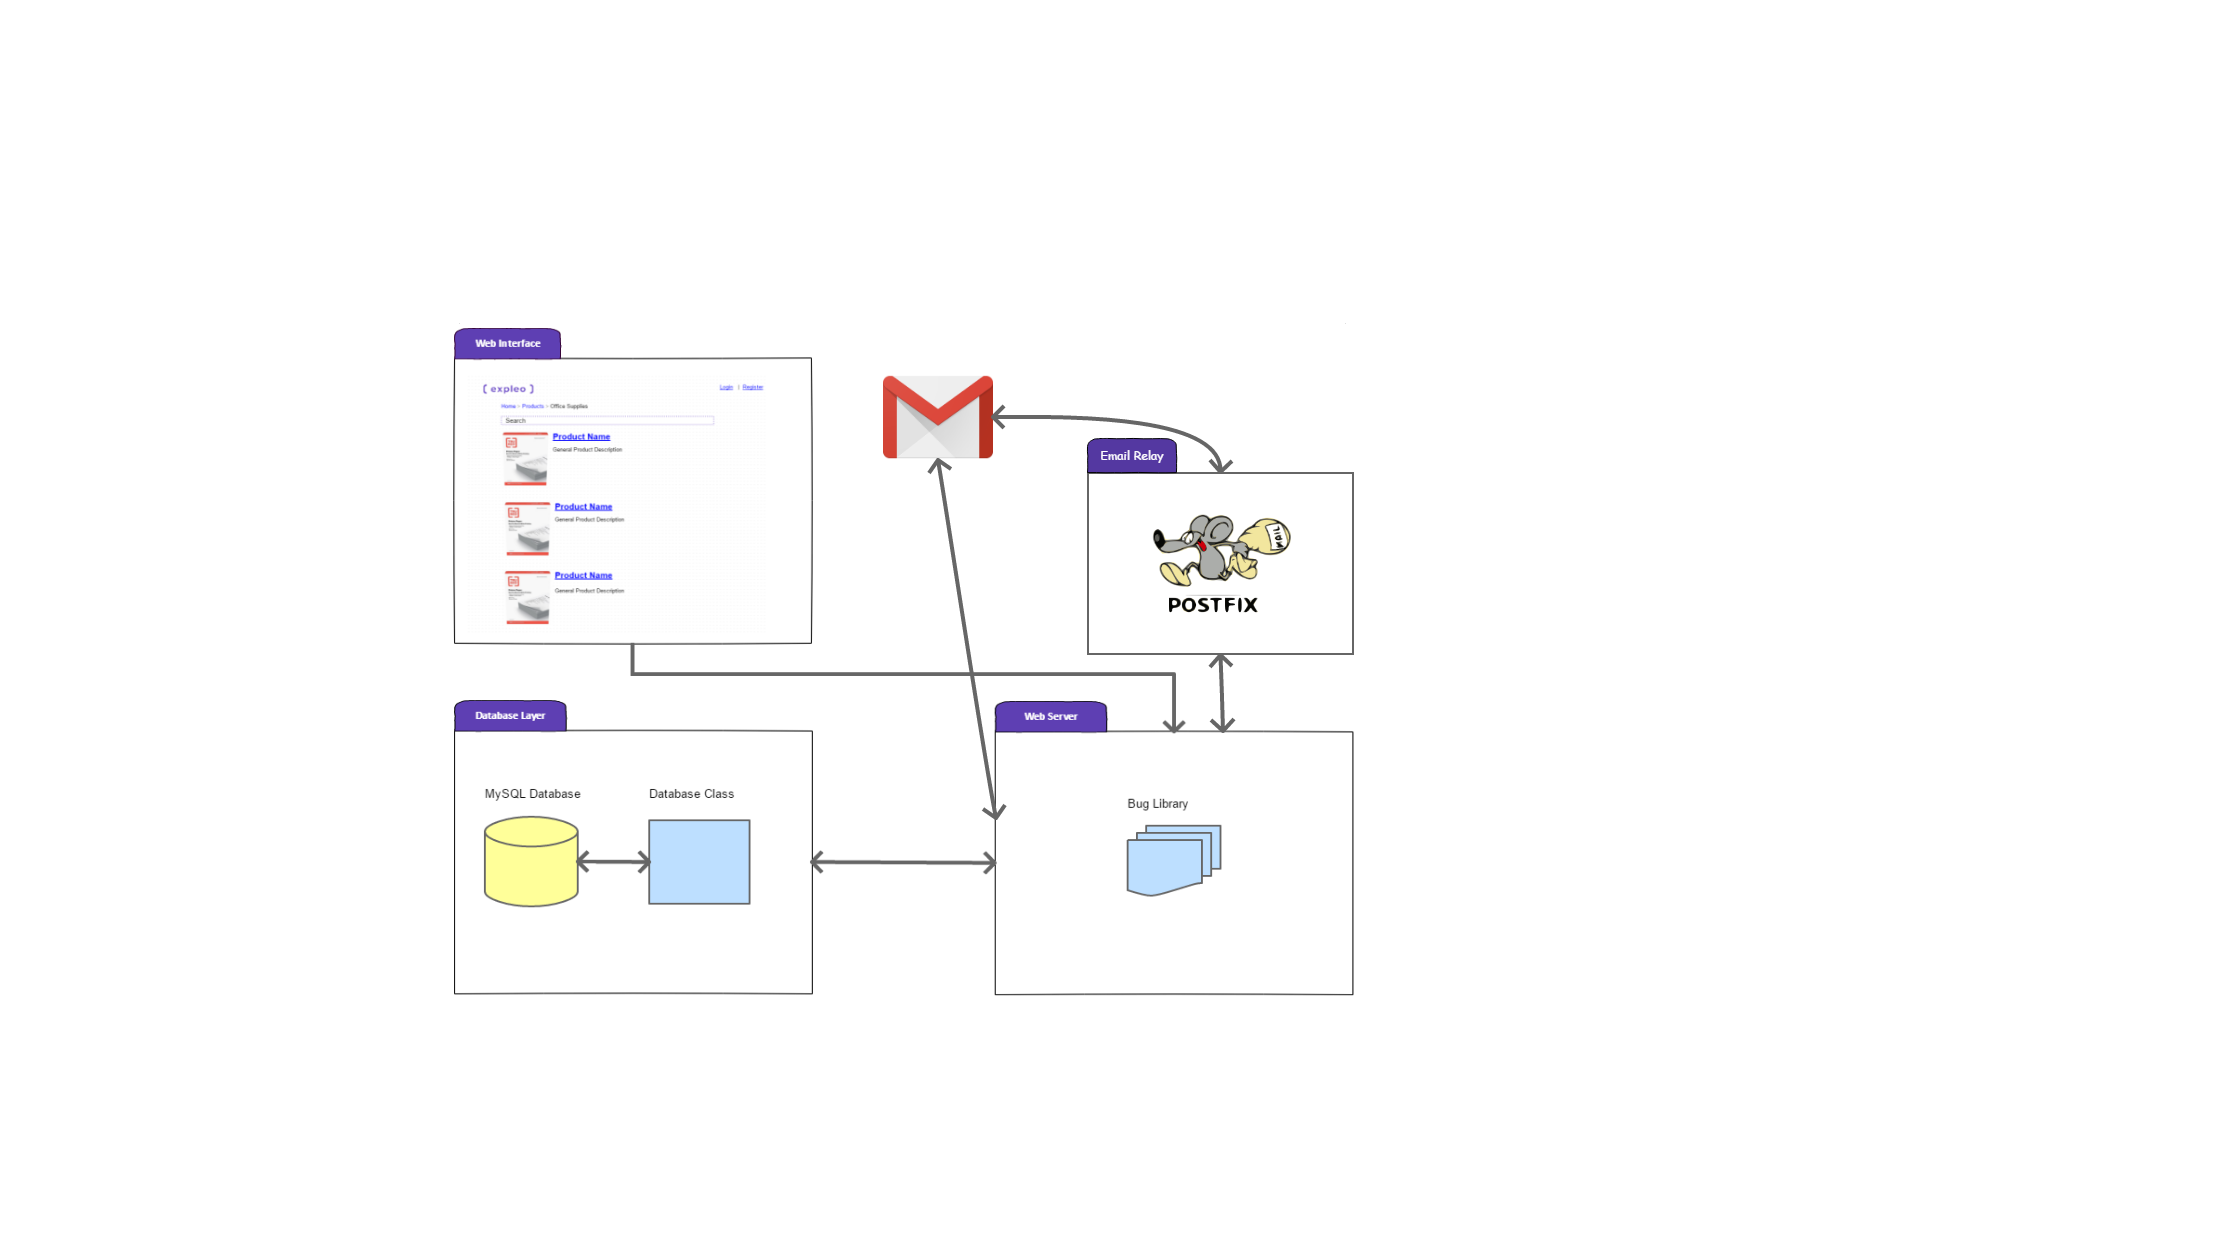 Web Interface
[ expleo ]
Login | Register
Home > Products > Office Supplies
Search
Product Name
General Product Description
Product Name
General Product Description
Product Name
General Product Description
Email Relay
MAIL
POSTFIX
Database Layer
MySQL Database
Database Class
Web Server
Bug Library